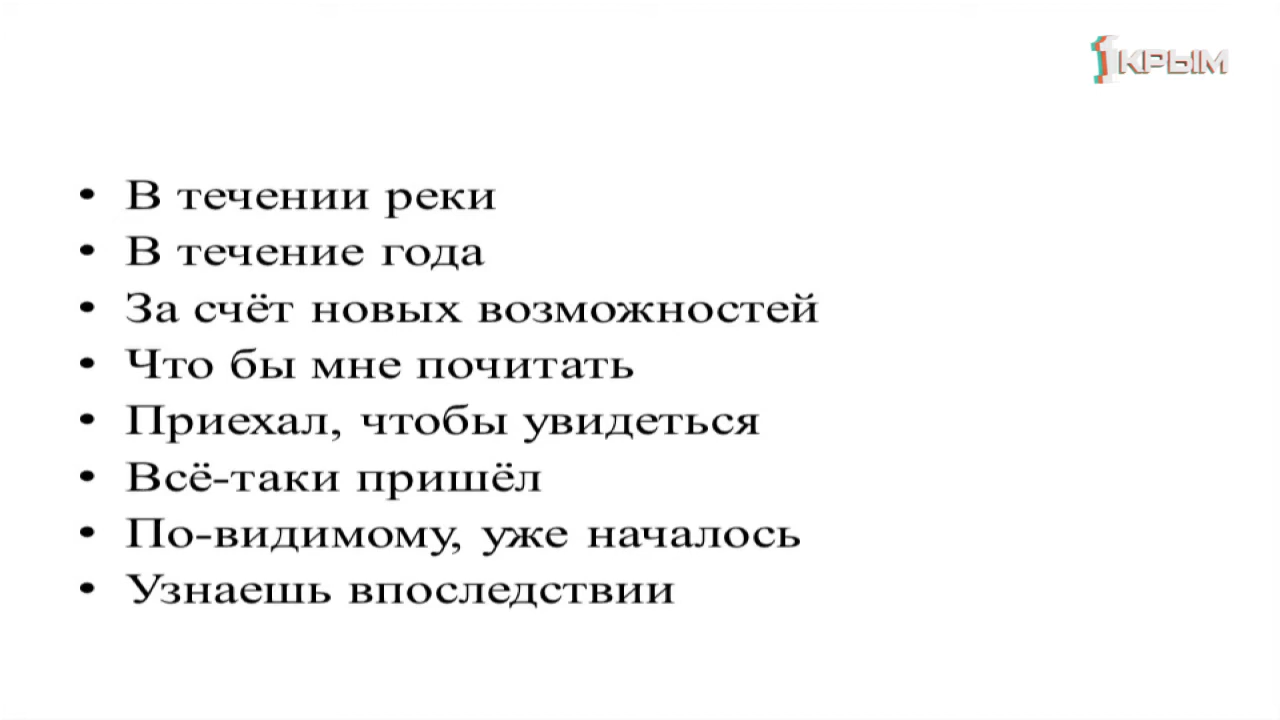 1КРЫМ
• В течении реки
• В течение года
• За счёт новых возможностей
• Что бы мне почитать
• Приехал, чтобы увидеться
• Всё-таки пришёл
• По-видимому, уже началось
• Узнаешь впоследствии